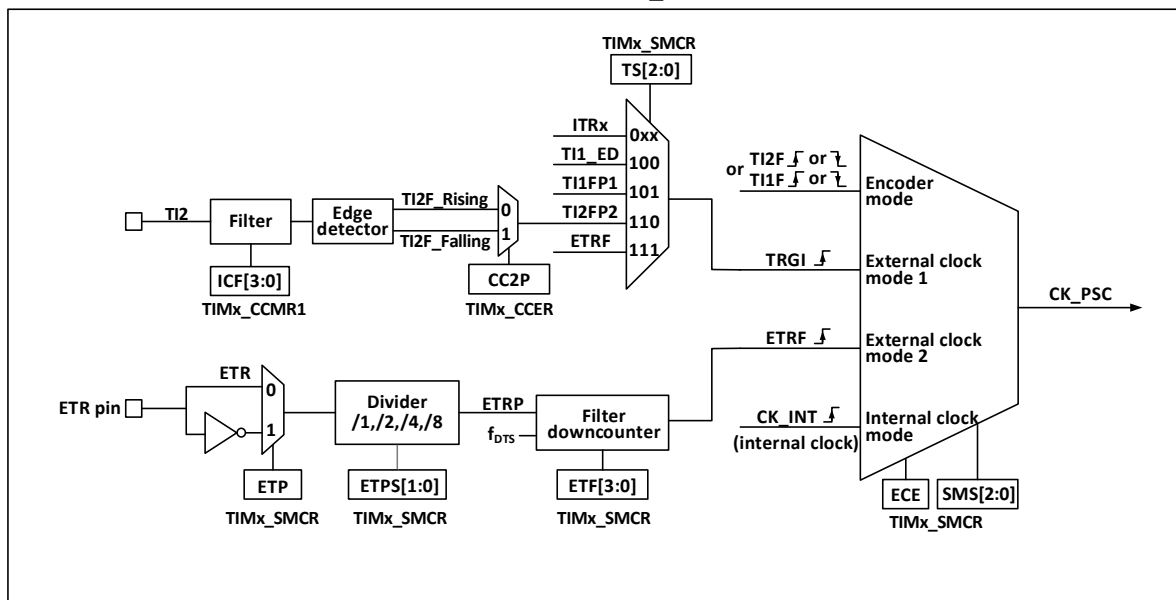 TIMx_SMCR
TS[2:0]
ITRx
0xx
TI1_ED
100
TI1FP1
101
TI2FP2
110
ETRF
111
TI2
Filter
Edge
detector
TI2F_Rising
TI2F_Falling
0
1
ICF[3:0]
TIMx_CCMR1
CC2P
TIMx_CCER
or TI2F or
TI1F or
Encoder
mode
TRGI
External clock
mode 1
CK_PSC
ETRF
External clock
mode 2
CK_INT
(internal clock)
Internal clock
mode
ETR pin
ETR
0
1
Divider
/1,/2,/4,/8
ETRP
fDTS
Filter
downcounter
ETP
TIMx_SMCR
ETPS[1:0]
TIMx_SMCR
ETF[3:0]
TIMx_SMCR
ECE
SMS[2:0]
TIMx_SMCR